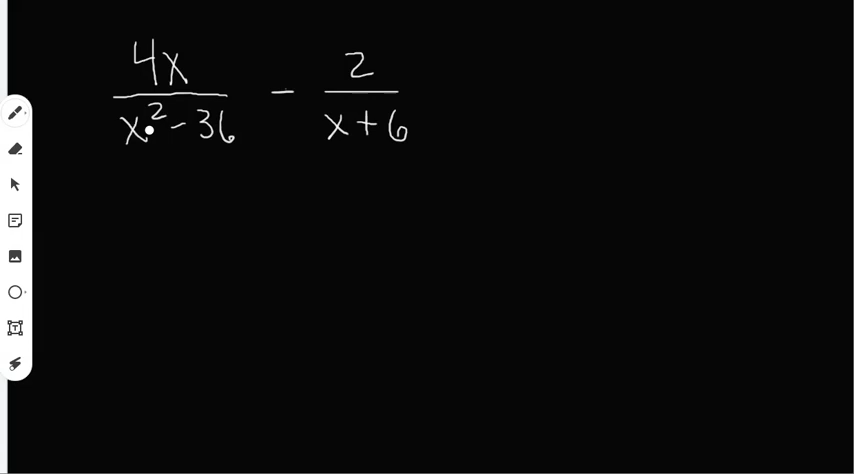 4x / x² - 36 - 2 / x + 6